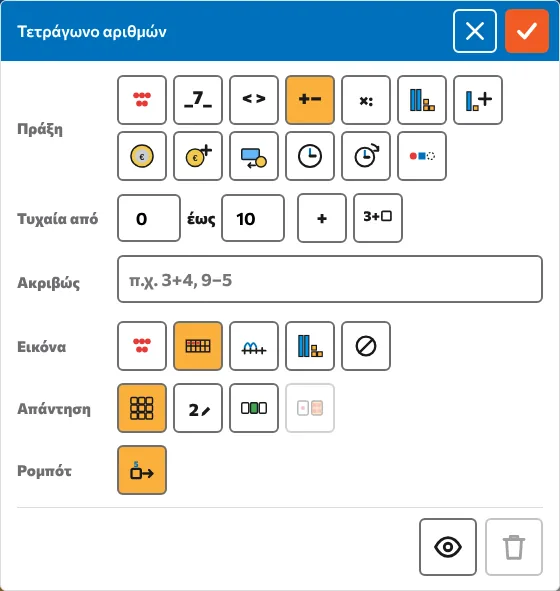 Τετράγωνο αριθμών
Πράξη
_7_ < > +− ×:
€ € +
Τυχαία από 0 έως 10 + 3+□
Ακριβώς π.χ. 3+4, 9−5
Εικόνα
Απάντηση 2
Ρομπότ 5